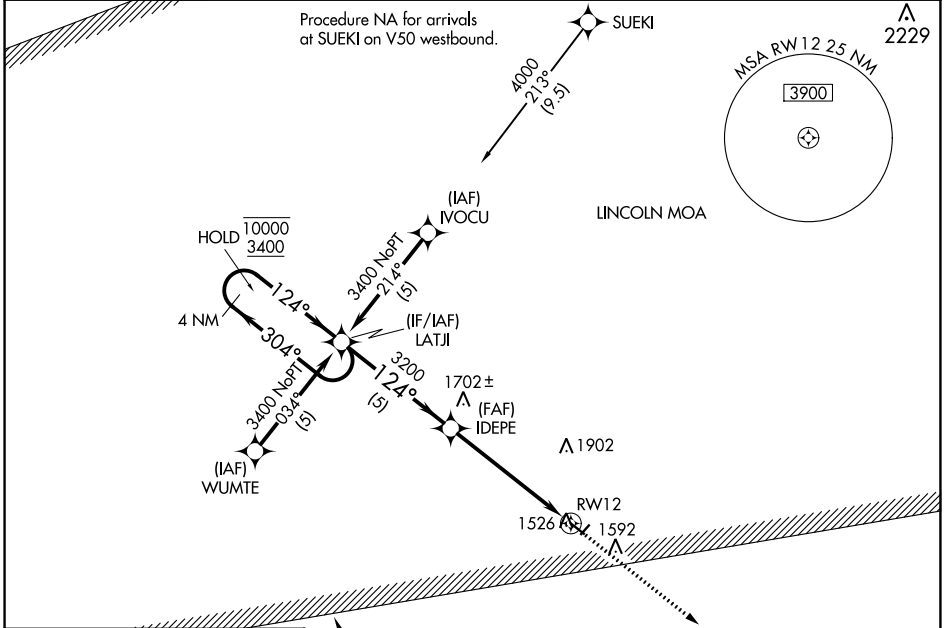 Procedure NA for arrivals
at SUEKI on V50 westbound.
SUEKI
2229
MSA RW12 25 NM
3900
4000
213°
(9.5)
(IAF)
IVOCU
LINCOLN MOA
HOLD
10000
3400
3400 NoPT
214°
(5)
124°
4 NM
304°
(IF/IAF)
LATJI
3200
124°
(5)
1702 ±
3400 NoPT
034°
(5)
(FAF)
IDEPE
1902
(IAF)
WUMTE
RW12
1526
1592